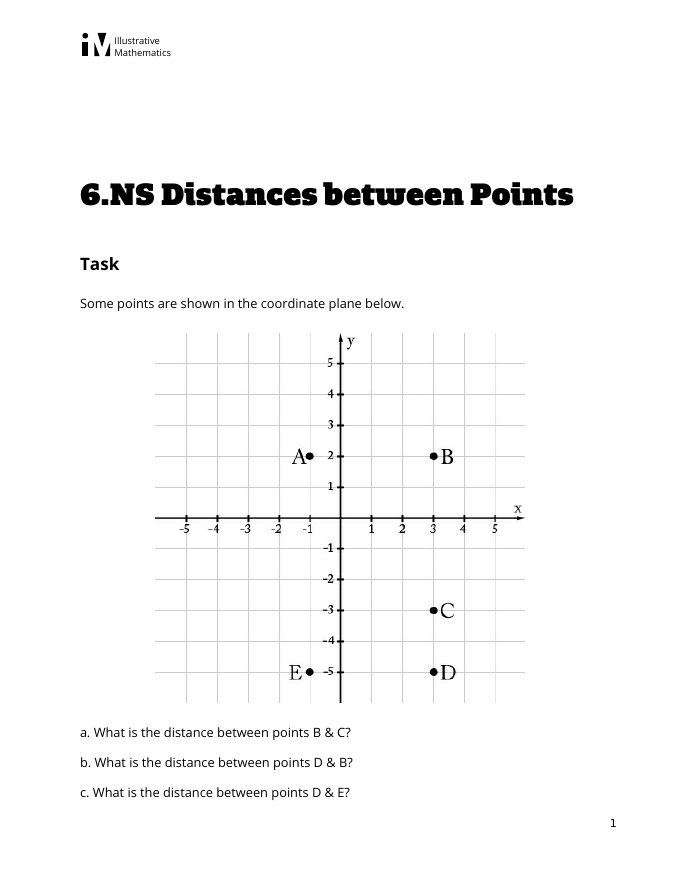 Illustrative
Mathematics
6.NS Distances between Points
Task
Some points are shown in the coordinate plane below.
y
5
4
3
A 2 B
1
x
-5 -4 -3 -2 -1 1 2 3 4 5
-1
-2
-3 C
-4
E -5 D
a. What is the distance between points B & C?
b. What is the distance between points D & B?
c. What is the distance between points D & E?
1